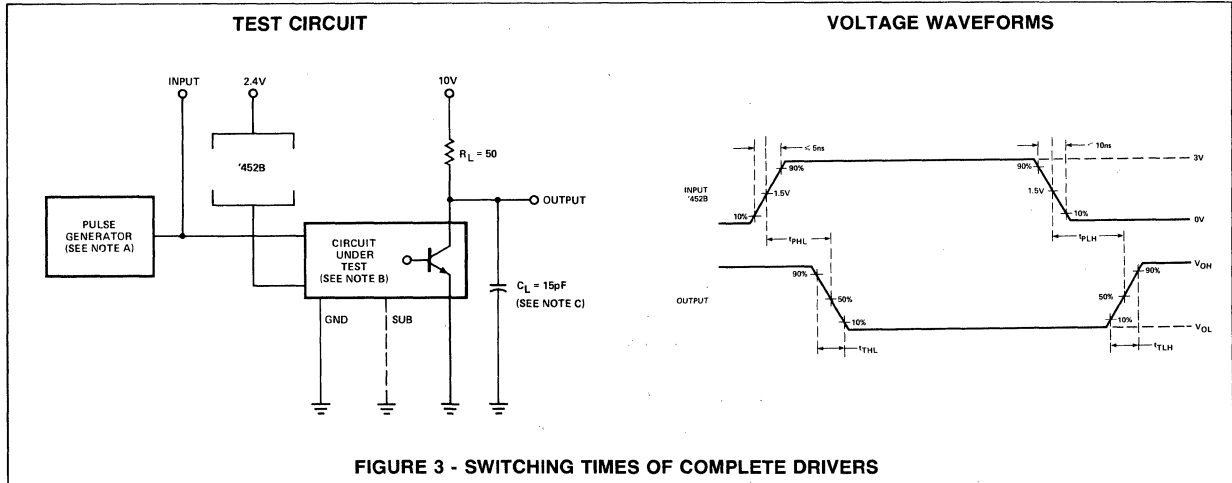 TEST CIRCUIT
VOLTAGE WAVEFORMS
INPUT
2.4V
10V
'452B
R_L = 50
OUTPUT
PULSE
GENERATOR
(SEE NOTE A)
CIRCUIT
UNDER
TEST
(SEE NOTE B)
C_L = 15pF
(SEE NOTE C)
GND
SUB
≤ 5ns
10ns
90%
90%
3V
INPUT
'452B
1.5V
1.5V
10%
10%
0V
t_PHL
t_PLH
90%
90%
V_OH
OUTPUT
50%
50%
10%
10%
V_OL
t_THL
t_TLH
FIGURE 3 - SWITCHING TIMES OF COMPLETE DRIVERS